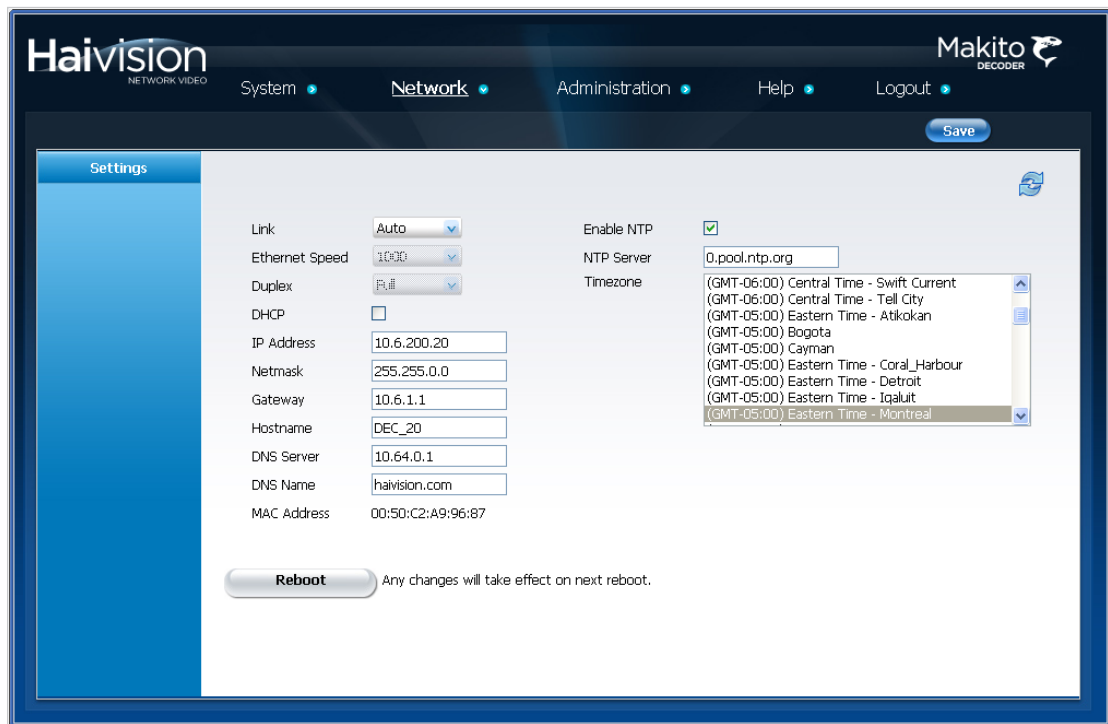 Haivision
NETWORK VIDEO
Makito
DECODER
System
Network
Administration
Help
Logout
Save
Settings
Link
Auto
Ethernet Speed
1000
Duplex
Full
DHCP
IP Address
10.6.200.20
Netmask
255.255.0.0
Gateway
10.6.1.1
Hostname
DEC_20
DNS Server
10.64.0.1
DNS Name
haivision.com
MAC Address
00:50:C2:A9:96:87
Enable NTP
NTP Server
0.pool.ntp.org
Timezone
(GMT-06:00) Central Time - Swift Current
(GMT-06:00) Central Time - Tell City
(GMT-05:00) Eastern Time - Atikokan
(GMT-05:00) Bogota
(GMT-05:00) Cayman
(GMT-05:00) Eastern Time - Coral_Harbour
(GMT-05:00) Eastern Time - Detroit
(GMT-05:00) Eastern Time - Iqaluit
(GMT-05:00) Eastern Time - Montreal
Reboot
Any changes will take effect on next reboot.